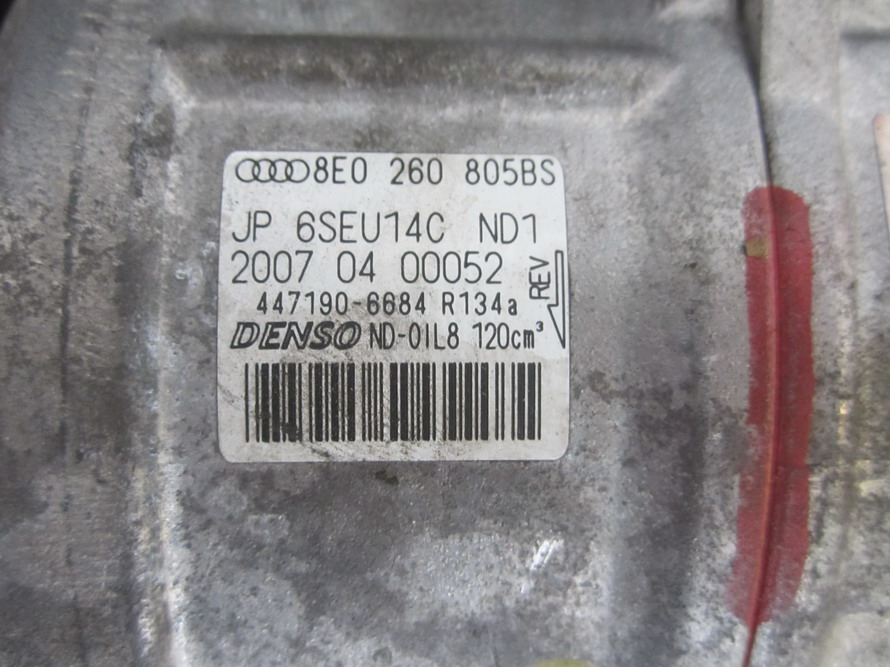 8E0 260 805BS
JP 6SEU14C ND1
2007 04 00052
REV
447190-6684 R134a
DENSO ND-OIL8 120cm³